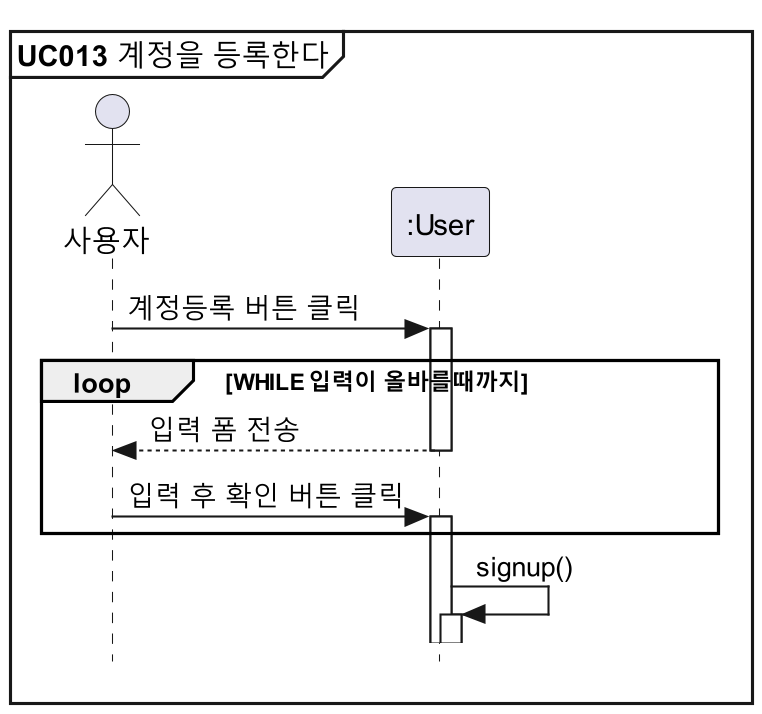 UC013 계정을 등록한다
사용자
:User
계정등록 버튼 클릭
loop
[WHILE 입력이 올바를때까지]
입력 폼 전송
입력 후 확인 버튼 클릭
signup()